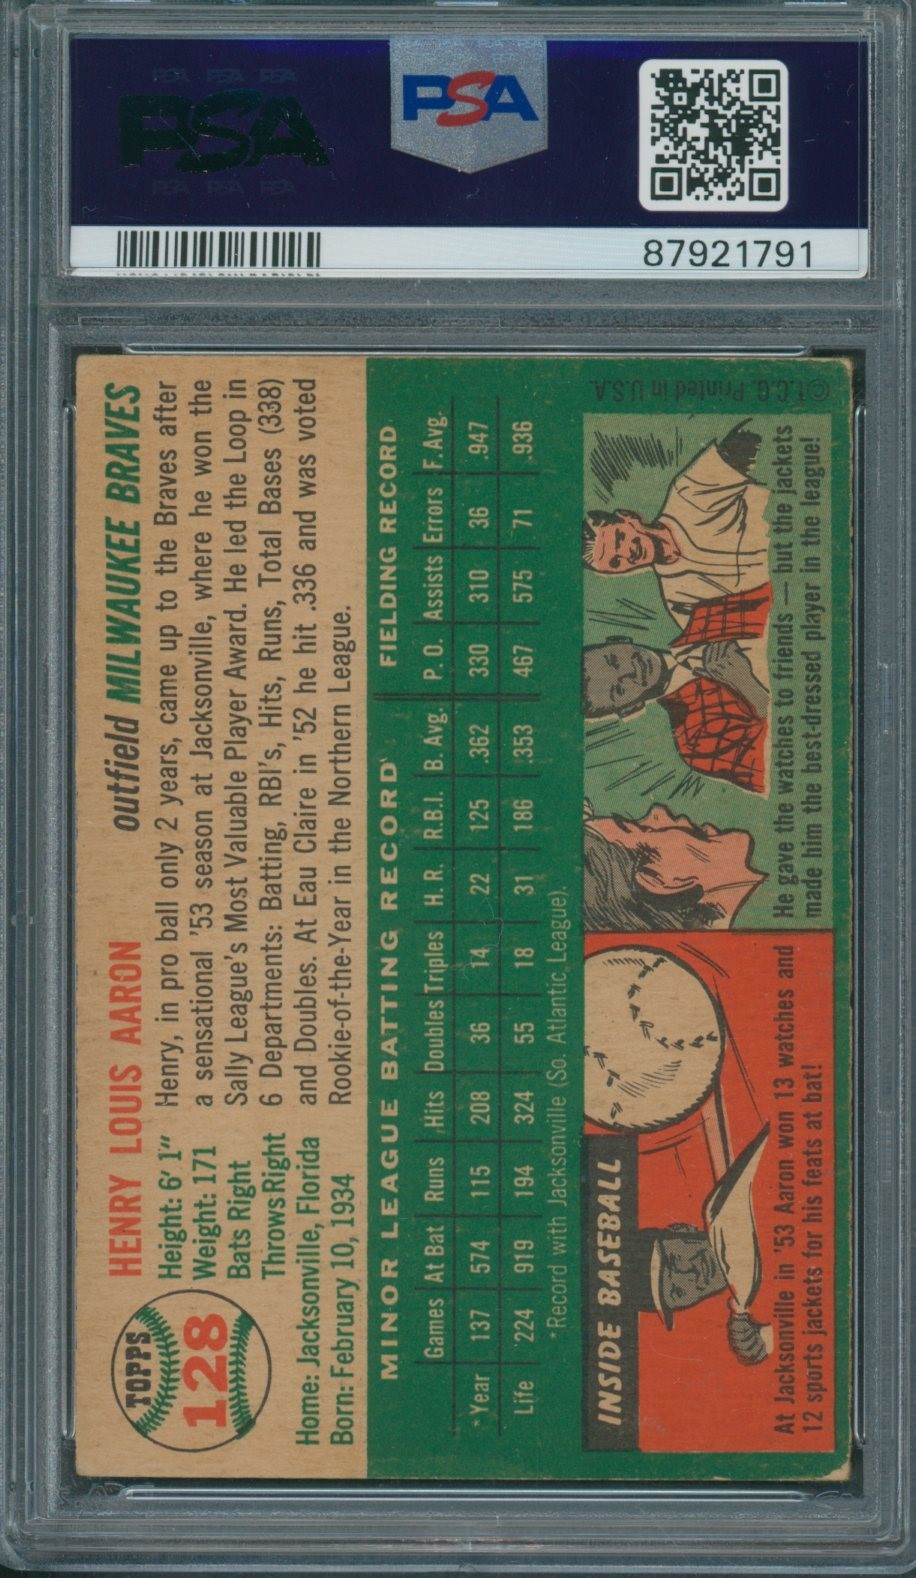 PSA PSA PSA
PSA
PSA PSA PSA
PSA
87921791
TOPPS
128
HENRY LOUIS AARON
outfield MILWAUKEE BRAVES
Height: 6' 1"
Weight: 171
Bats Right
Throws Right
Home: Jacksonville, Florida
Born: February 10, 1934
Henry, in pro ball only 2 years, came up to the Braves after
a sensational '53 season at Jacksonville, where he won the
Sally League's Most Valuable Player Award. He led the Loop in
6 Departments: Batting, RBI's, Hits, Runs, Total Bases (338)
and Doubles. At Eau Claire in '52 he hit .336 and was voted
Rookie-of-the-Year in the Northern League.
MINOR LEAGUE BATTING RECORD FIELDING RECORD
Games At Bat Runs Hits Doubles Triples H. R. R.B.I. B. Avg. P. O. Assists Errors F. Avg.
*Year 137 574 115 208 36 14 22 125 .362 330 310 36 .947
Life 224 919 194 324 55 18 31 186 .353 467 575 71 .936
*Record with Jacksonville (So. Atlantic League).
INSIDE BASEBALL
At Jacksonville in '53 Aaron won 13 watches and
12 sports jackets for his feats at bat!
He gave the watches to friends — but the jackets
made him the best-dressed player in the league!
©T.C.G. Printed in U.S.A.